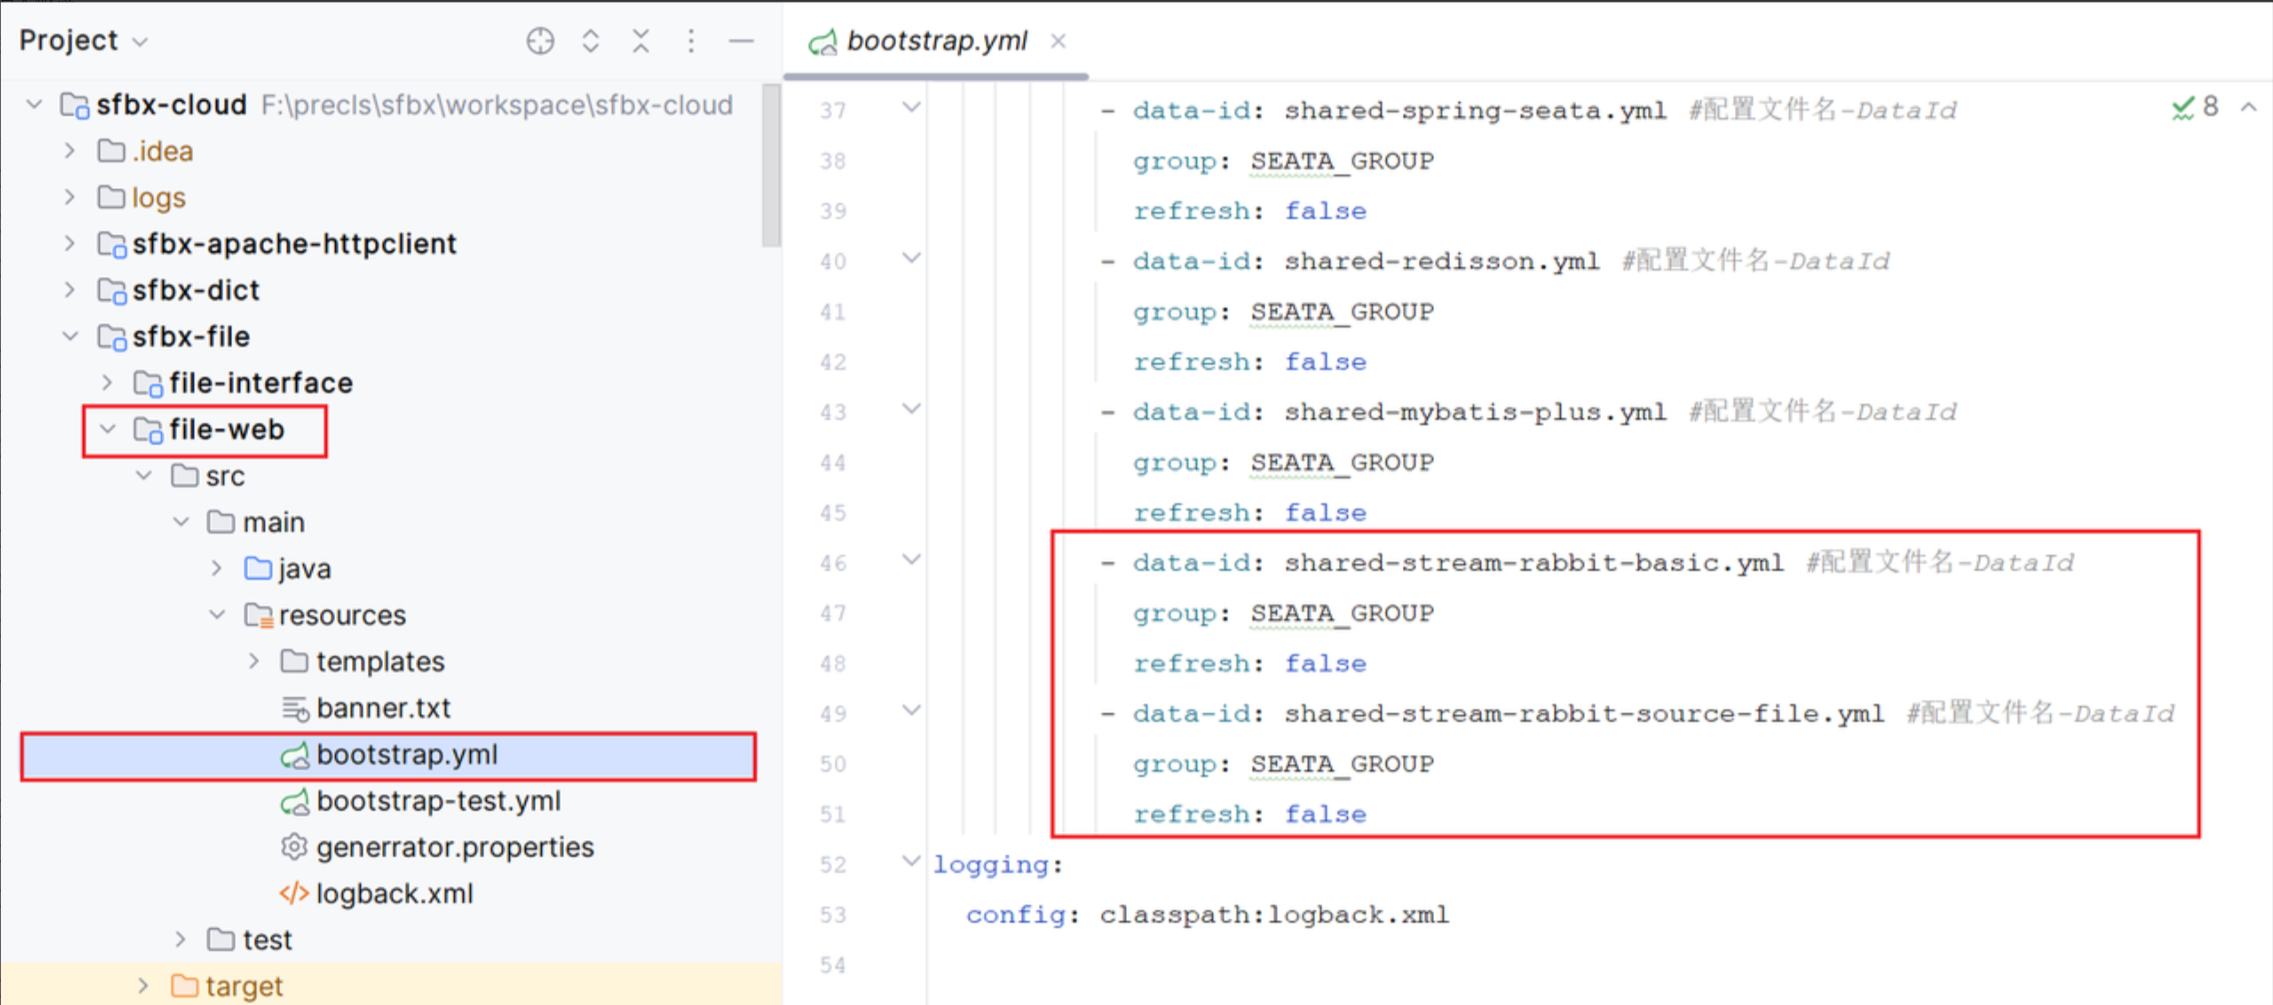 Project
sfbx-cloud F:\precls\sfbx\workspace\sfbx-cloud
.idea
logs
sfbx-apache-httpclient
sfbx-dict
sfbx-file
file-interface
file-web
src
main
java
resources
templates
banner.txt
bootstrap.yml
bootstrap-test.yml
generrator.properties
logback.xml
test
target
bootstrap.yml
8
37 - data-id: shared-spring-seata.yml #配置文件名-DataId
38 group: SEATA_GROUP
39 refresh: false
40 - data-id: shared-redisson.yml #配置文件名-DataId
41 group: SEATA_GROUP
42 refresh: false
43 - data-id: shared-mybatis-plus.yml #配置文件名-DataId
44 group: SEATA_GROUP
45 refresh: false
46 - data-id: shared-stream-rabbit-basic.yml #配置文件名-DataId
47 group: SEATA_GROUP
48 refresh: false
49 - data-id: shared-stream-rabbit-source-file.yml #配置文件名-DataId
50 group: SEATA_GROUP
51 refresh: false
52 logging:
53 config: classpath:logback.xml
54